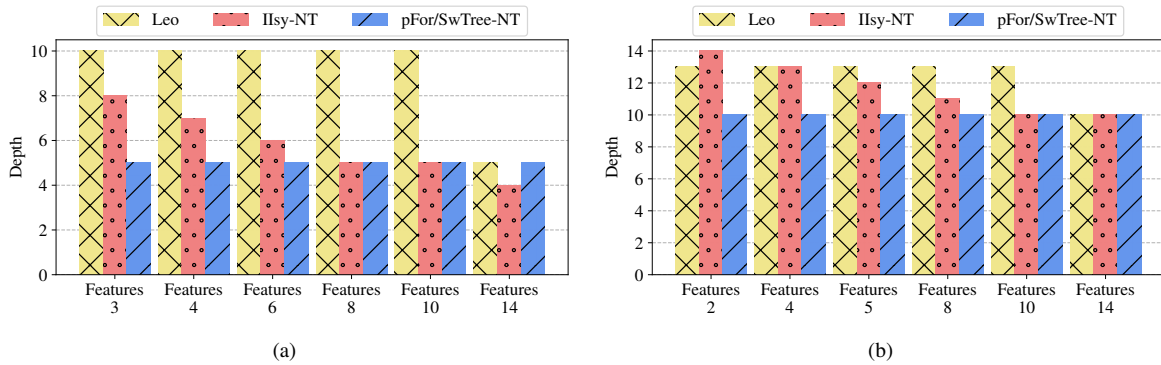 Leo IIsy-NT pFor/SwTree-NT
10
8
6
4
2
0
Depth
Features Features Features Features Features Features
3 4 6 8 10 14
(a)
Leo IIsy-NT pFor/SwTree-NT
14
12
10
8
6
4
2
0
Depth
Features Features Features Features Features Features
2 4 5 8 10 14
(b)